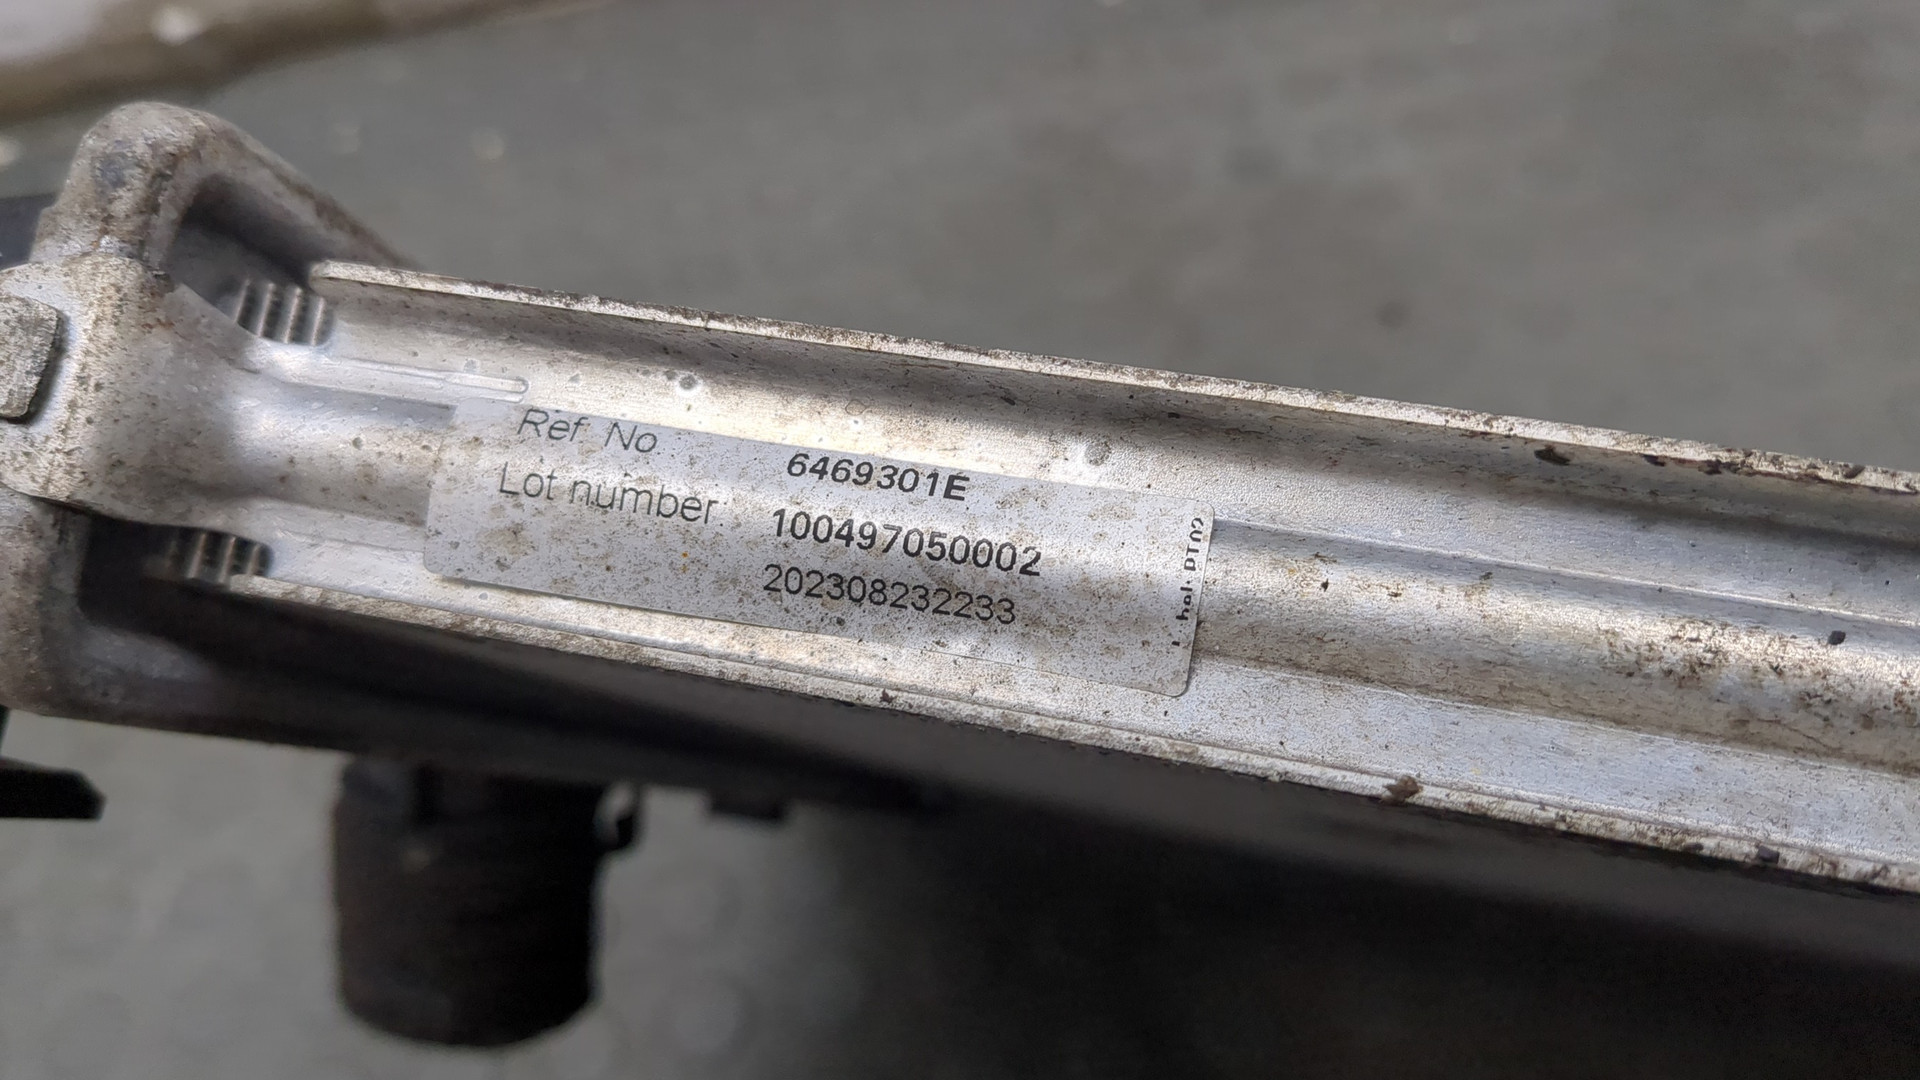 Ref. No. 6469301E
Lot number: 100497050002
202308232233